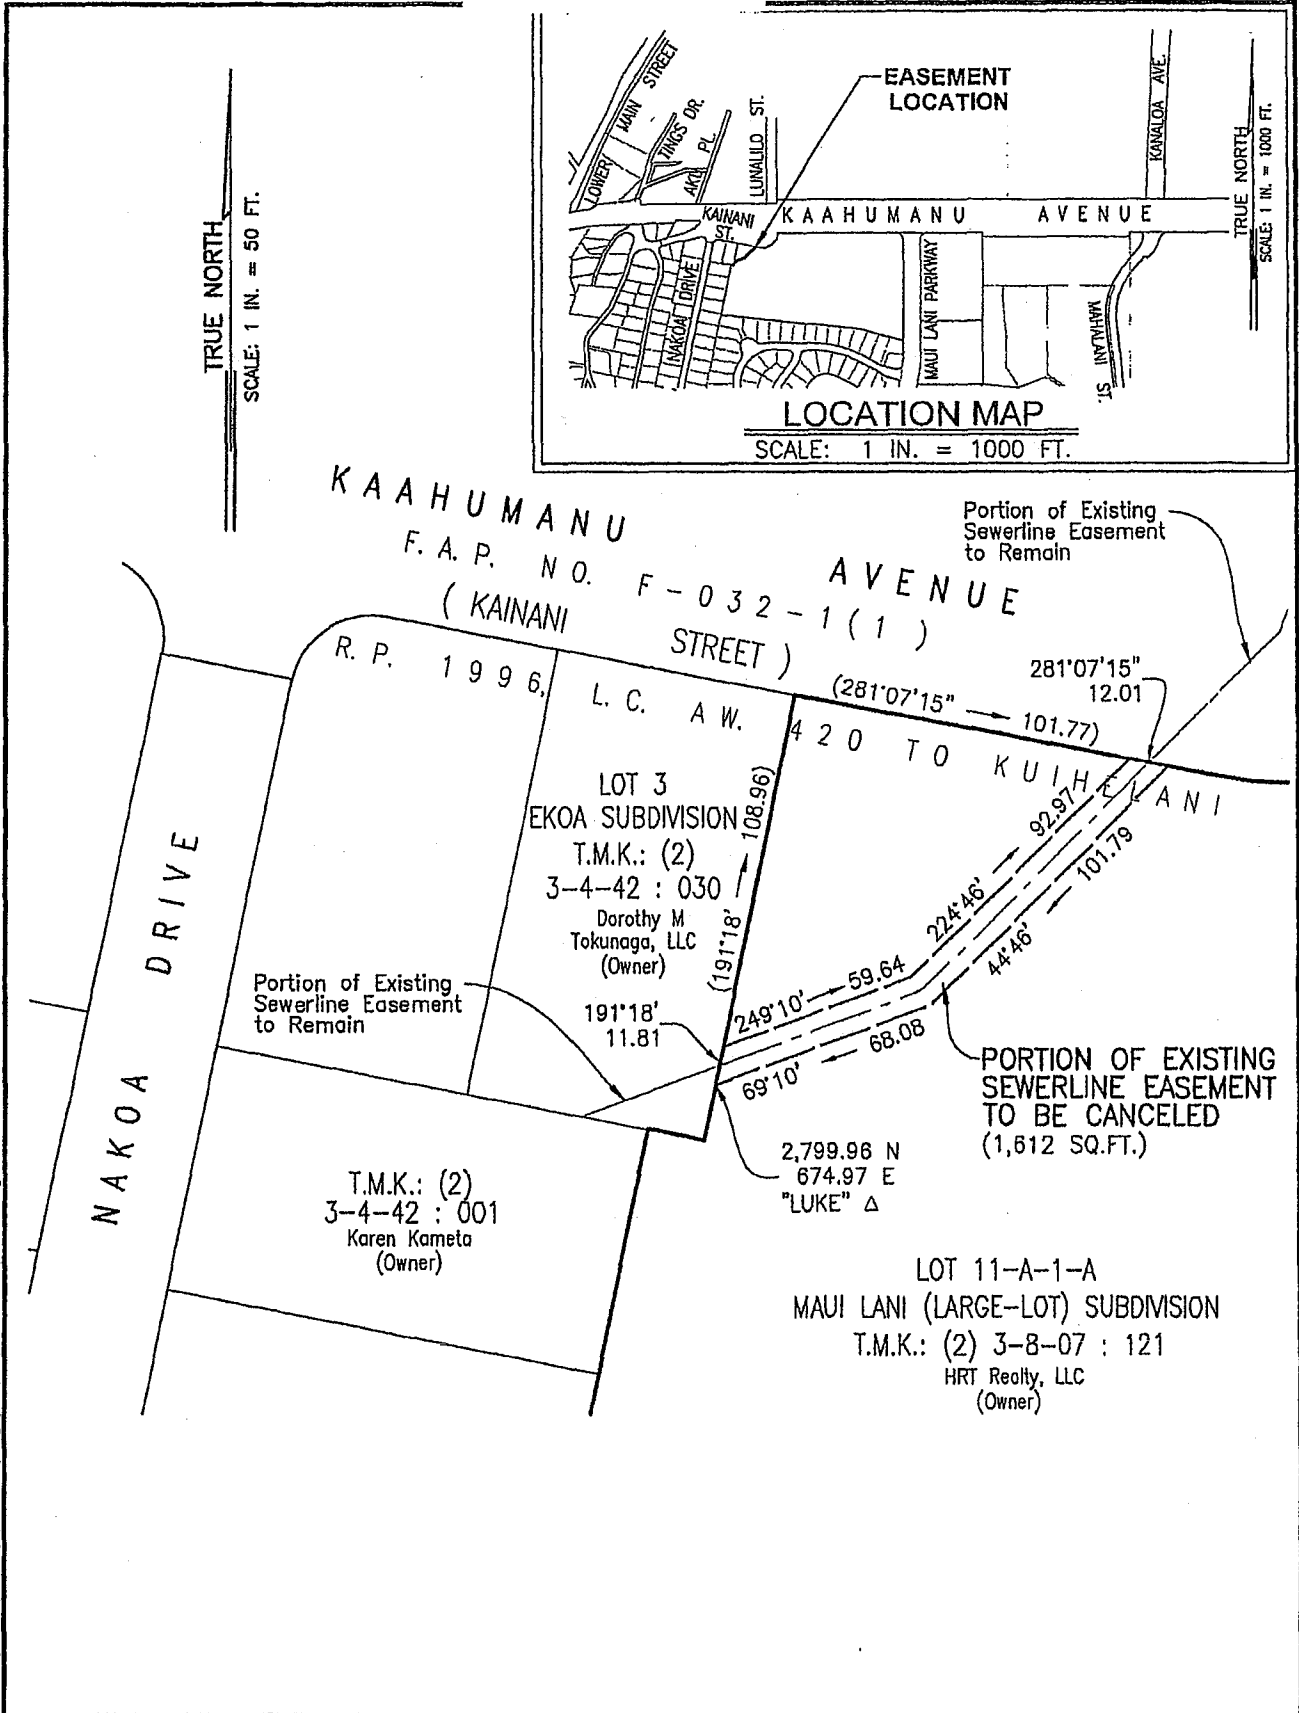 EASEMENT
LOCATION
LOWER MAIN STREET
TINGS DR.
AKU PL.
LUNALILO ST.
KANALOA AVE.
TRUE NORTH
SCALE: 1 IN. = 1000 FT.
KAINANI
ST.
KAAHUMANU AVENUE
NAKOA DRIVE
MAUI LANI PARKWAY
MAHALANI
ST.
LOCATION MAP
SCALE: 1 IN. = 1000 FT.
TRUE NORTH
SCALE: 1 IN. = 50 FT.
KAAHUMANU AVENUE
F. A. P. NO. F-032-1(1)
( KAINANI STREET )
Portion of Existing
Sewerline Easement
to Remain
R. P. 1996, L. C. AW. 420 TO KUIHELANI
(281°07'15" 101.77)
281°07'15"
12.01
LOT 3
EKOA SUBDIVISION
T.M.K.: (2)
3-4-42 : 030
Dorothy M
Tokunaga, LLC
(Owner)
(191°18' 108.96)
191°18'
11.81
249°10' 59.64
224°46' 92.97
101.79
44°46'
68.08
69°10'
Portion of Existing
Sewerline Easement
to Remain
PORTION OF EXISTING
SEWERLINE EASEMENT
TO BE CANCELED
(1,612 SQ.FT.)
2,799.96 N
674.97 E
"LUKE" Δ
NAKOA DRIVE
T.M.K.: (2)
3-4-42 : 001
Karen Kameta
(Owner)
LOT 11-A-1-A
MAUI LANI (LARGE-LOT) SUBDIVISION
T.M.K.: (2) 3-8-07 : 121
HRT Realty, LLC
(Owner)